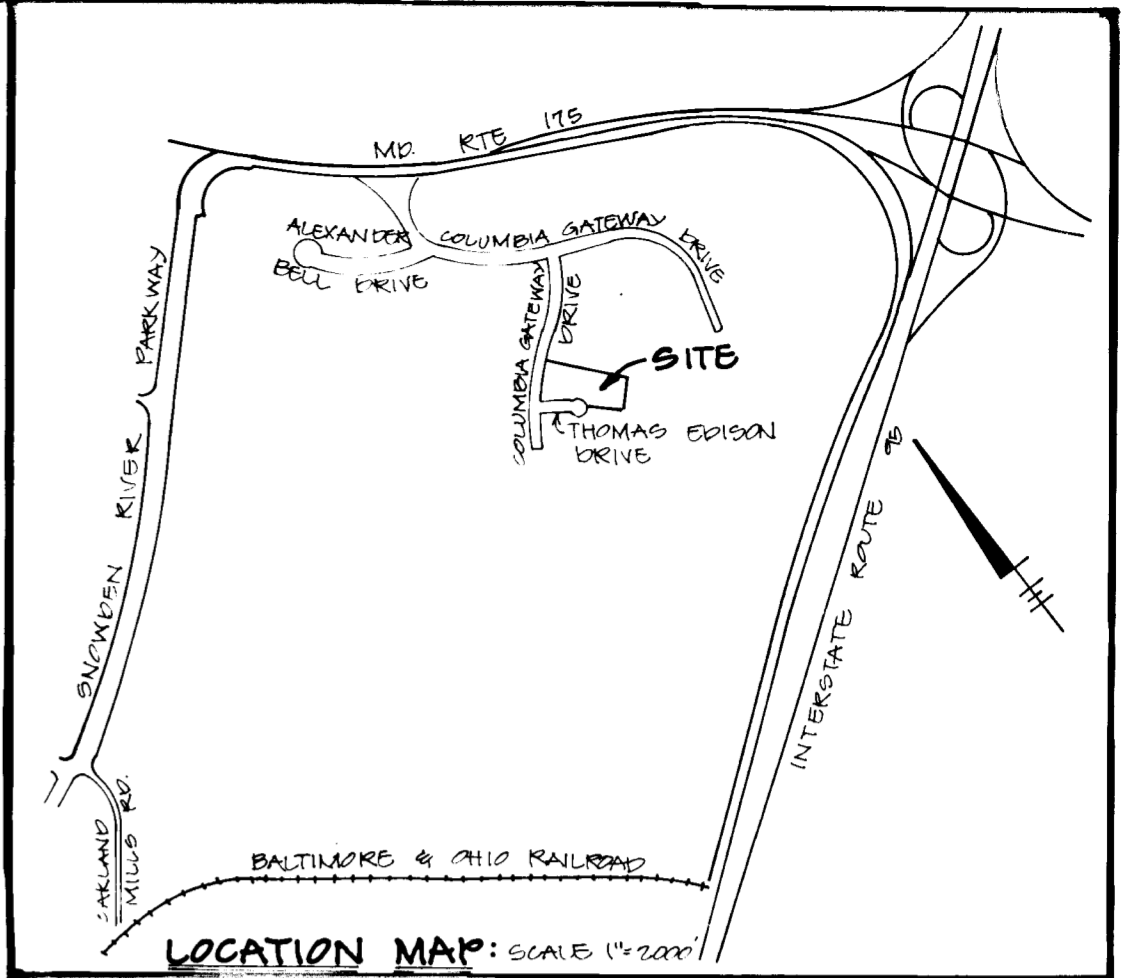 MD. RTE 175
ALEXANDER
BELL DRIVE
COLUMBIA GATEWAY DRIVE
COLUMBIA GATEWAY
DRIVE
SITE
THOMAS EDISON
DRIVE
SNOWDEN RIVER PARKWAY
INTERSTATE ROUTE 95
OAKLAND
MILLS RD.
BALTIMORE & OHIO RAILROAD
LOCATION MAP: SCALE 1"=2000'